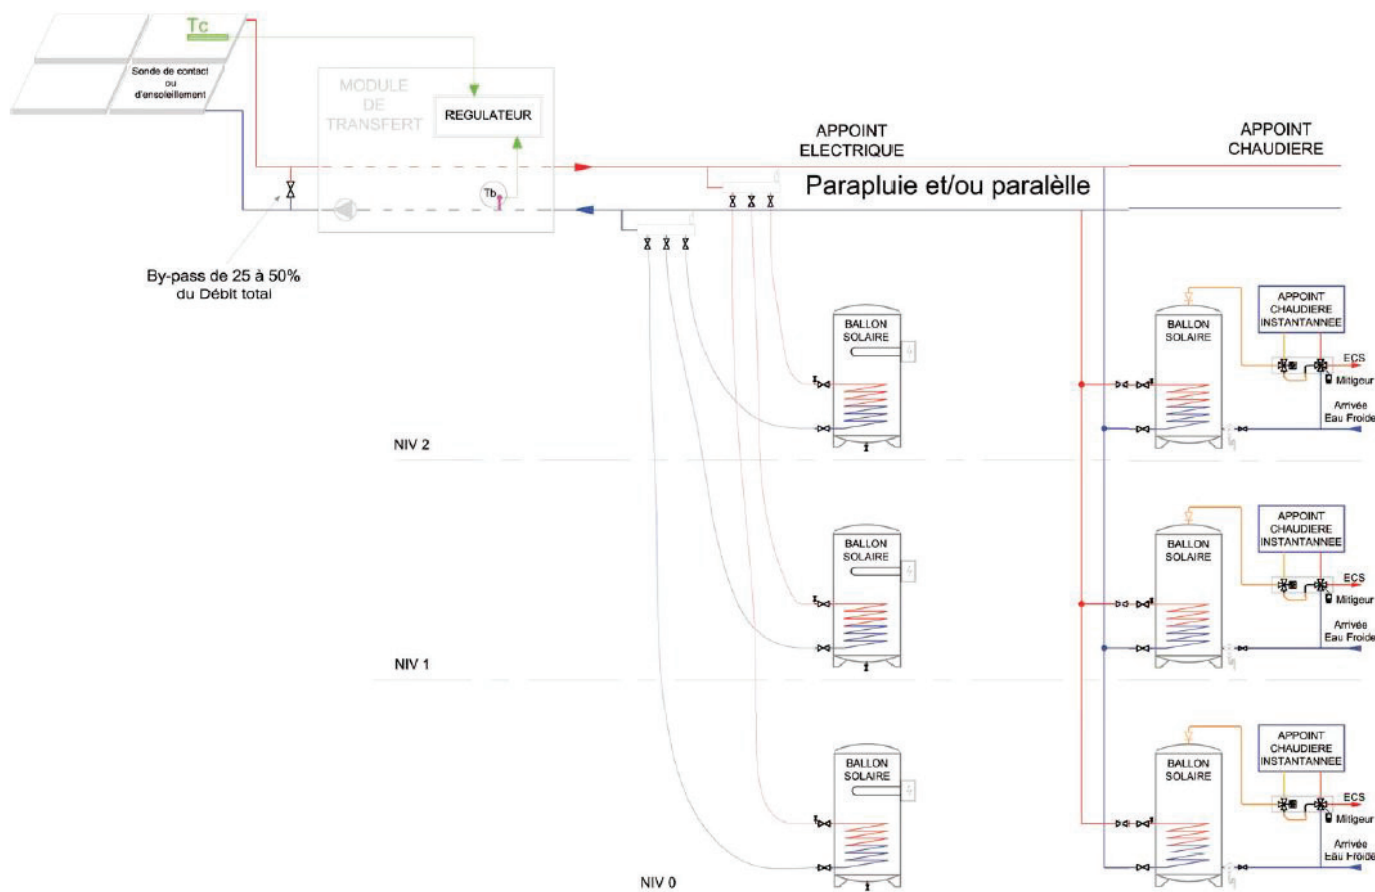 Tc
Sonde de contact
ou
d'ensoleillement
MODULE
DE
TRANSFERT
REGULATEUR
Tb
By-pass de 25 à 50%
du Débit total
APPOINT
ELECTRIQUE
APPOINT
CHAUDIERE
Parapluie et/ou paralèlle
BALLON
SOLAIRE
BALLON
SOLAIRE
APPOINT
CHAUDIERE
INSTANTANNEE
ECS
Mitigeur
Arrivée
Eau Froide
NIV 2
BALLON
SOLAIRE
BALLON
SOLAIRE
APPOINT
CHAUDIERE
INSTANTANNEE
ECS
Mitigeur
Arrivée
Eau Froide
NIV 1
BALLON
SOLAIRE
BALLON
SOLAIRE
APPOINT
CHAUDIERE
INSTANTANNEE
ECS
Mitigeur
Arrivée
Eau Froide
NIV 0